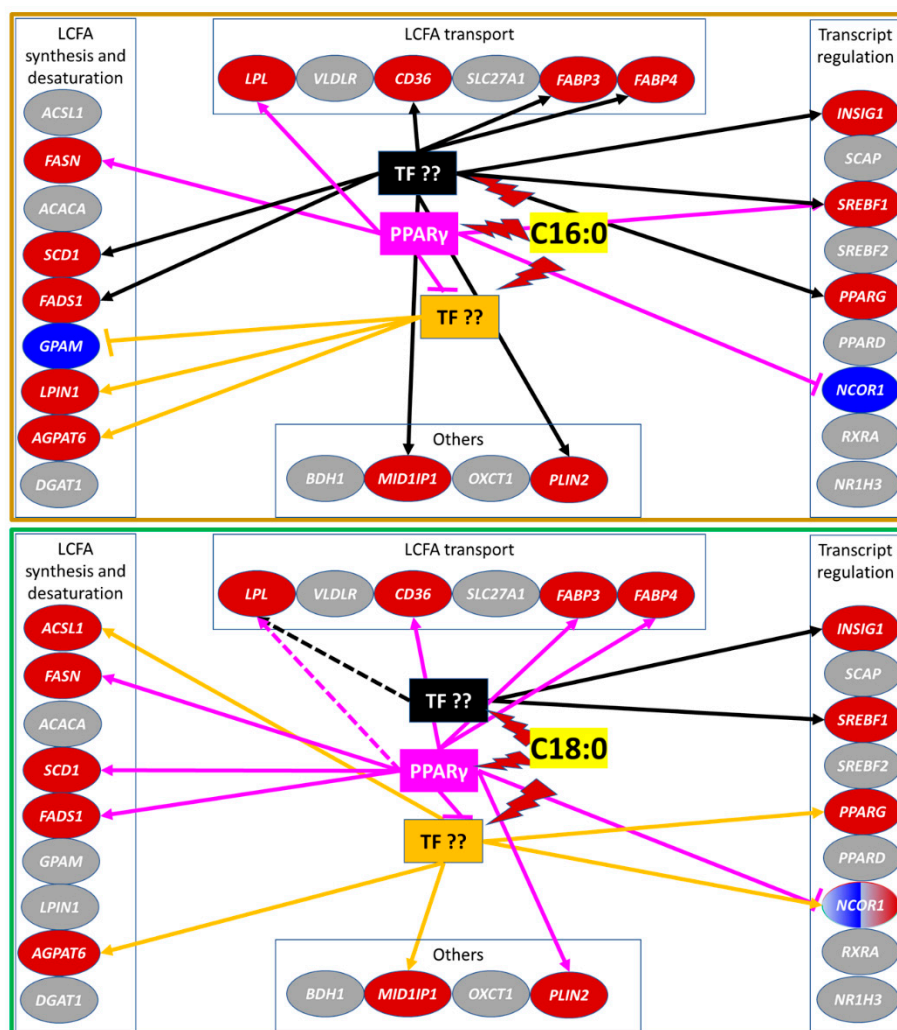 LCFA
synthesis and
desaturation
ACSL1
FASN
ACACA
SCD1
FADS1
GPAM
LPIN1
AGPAT6
DGAT1
LCFA transport
LPL
VLDLR
CD36
SLC27A1
FABP3
FABP4
TF ??
PPARγ
C16:0
TF ??
Others
BDH1
MID1IP1
OXCT1
PLIN2
Transcript
regulation
INSIG1
SCAP
SREBF1
SREBF2
PPARG
PPARD
NCOR1
RXRA
NR1H3
LCFA
synthesis and
desaturation
ACSL1
FASN
ACACA
SCD1
FADS1
GPAM
LPIN1
AGPAT6
DGAT1
LCFA transport
LPL
VLDLR
CD36
SLC27A1
FABP3
FABP4
TF ??
C18:0
PPARγ
TF ??
Others
BDH1
MID1IP1
OXCT1
PLIN2
Transcript
regulation
INSIG1
SCAP
SREBF1
SREBF2
PPARG
PPARD
NCOR1
RXRA
NR1H3